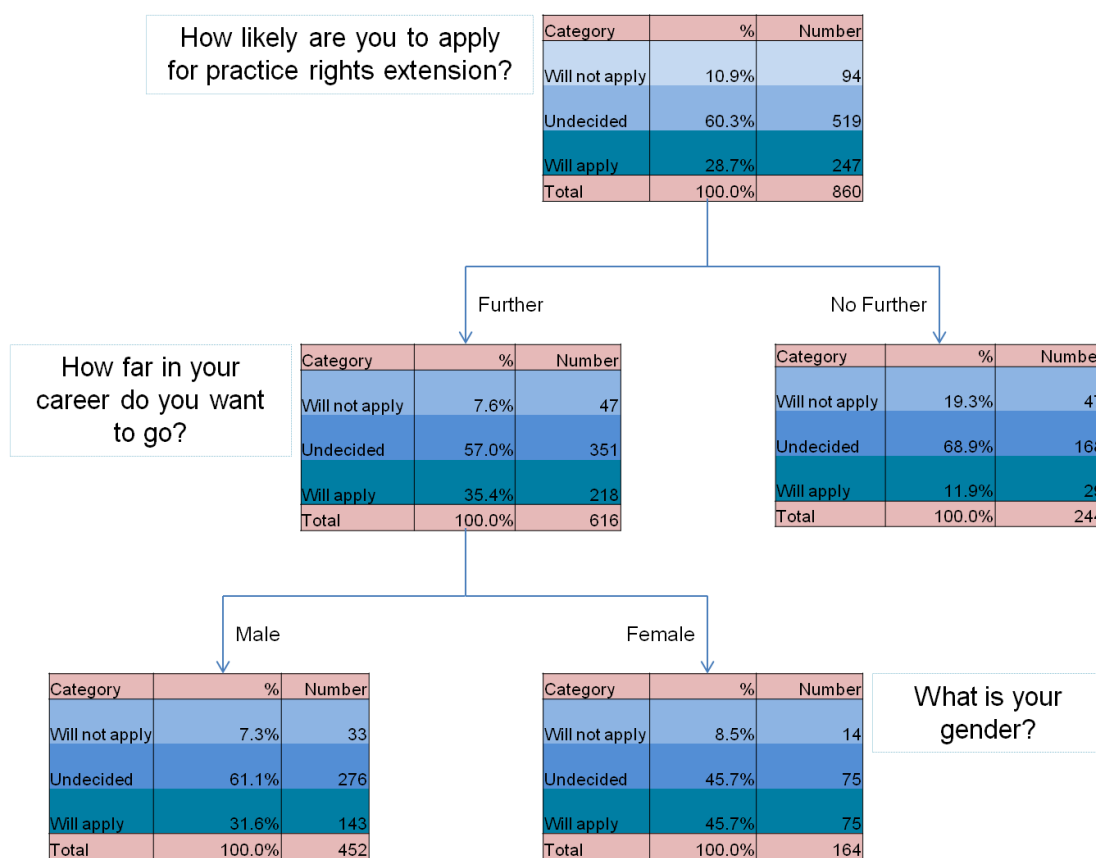 How likely are you to apply
for practice rights extension?
Category % Number
Will not apply 10.9% 94
Undecided 60.3% 519
Will apply 28.7% 247
Total 100.0% 860
Further
No Further
How far in your
career do you want
to go?
Category % Number
Will not apply 7.6% 47
Undecided 57.0% 351
Will apply 35.4% 218
Total 100.0% 616
Category % Number
Will not apply 19.3% 47
Undecided 68.9% 168
Will apply 11.9% 29
Total 100.0% 244
Male
Female
Category % Number
Will not apply 7.3% 33
Undecided 61.1% 276
Will apply 31.6% 143
Total 100.0% 452
Category % Number
Will not apply 8.5% 14
Undecided 45.7% 75
Will apply 45.7% 75
Total 100.0% 164
What is your
gender?